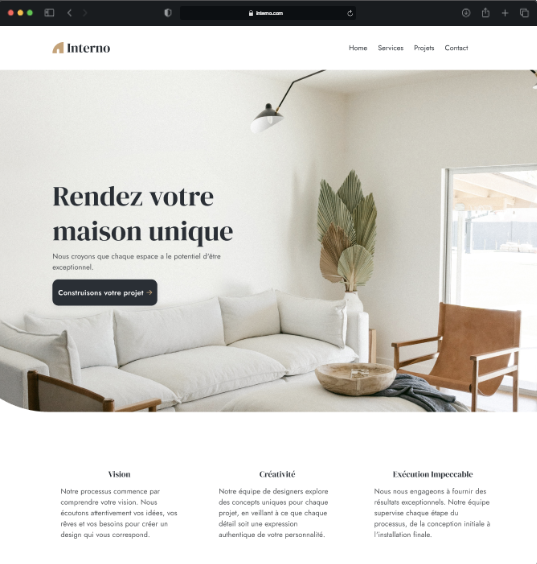 interno.com
Interno
Home Services Projets Contact
Rendez votre
maison unique
Nous croyons que chaque espace a le potentiel d'être
exceptionnel.
Construisons votre projet →
Vision
Notre processus commence par
comprendre votre vision. Nous
écoutons attentivement vos idées, vos
rêves et vos besoins pour créer un
design qui vous correspond.
Créativité
Notre équipe de designers explore
des concepts uniques pour chaque
projet, en veillant à ce que chaque
détail soit une expression
authentique de votre personnalité.
Exécution Impeccable
Nous nous engageons à fournir des
résultats exceptionnels. Notre équipe
supervise chaque étape du
processus, de la conception initiale à
l'installation finale.